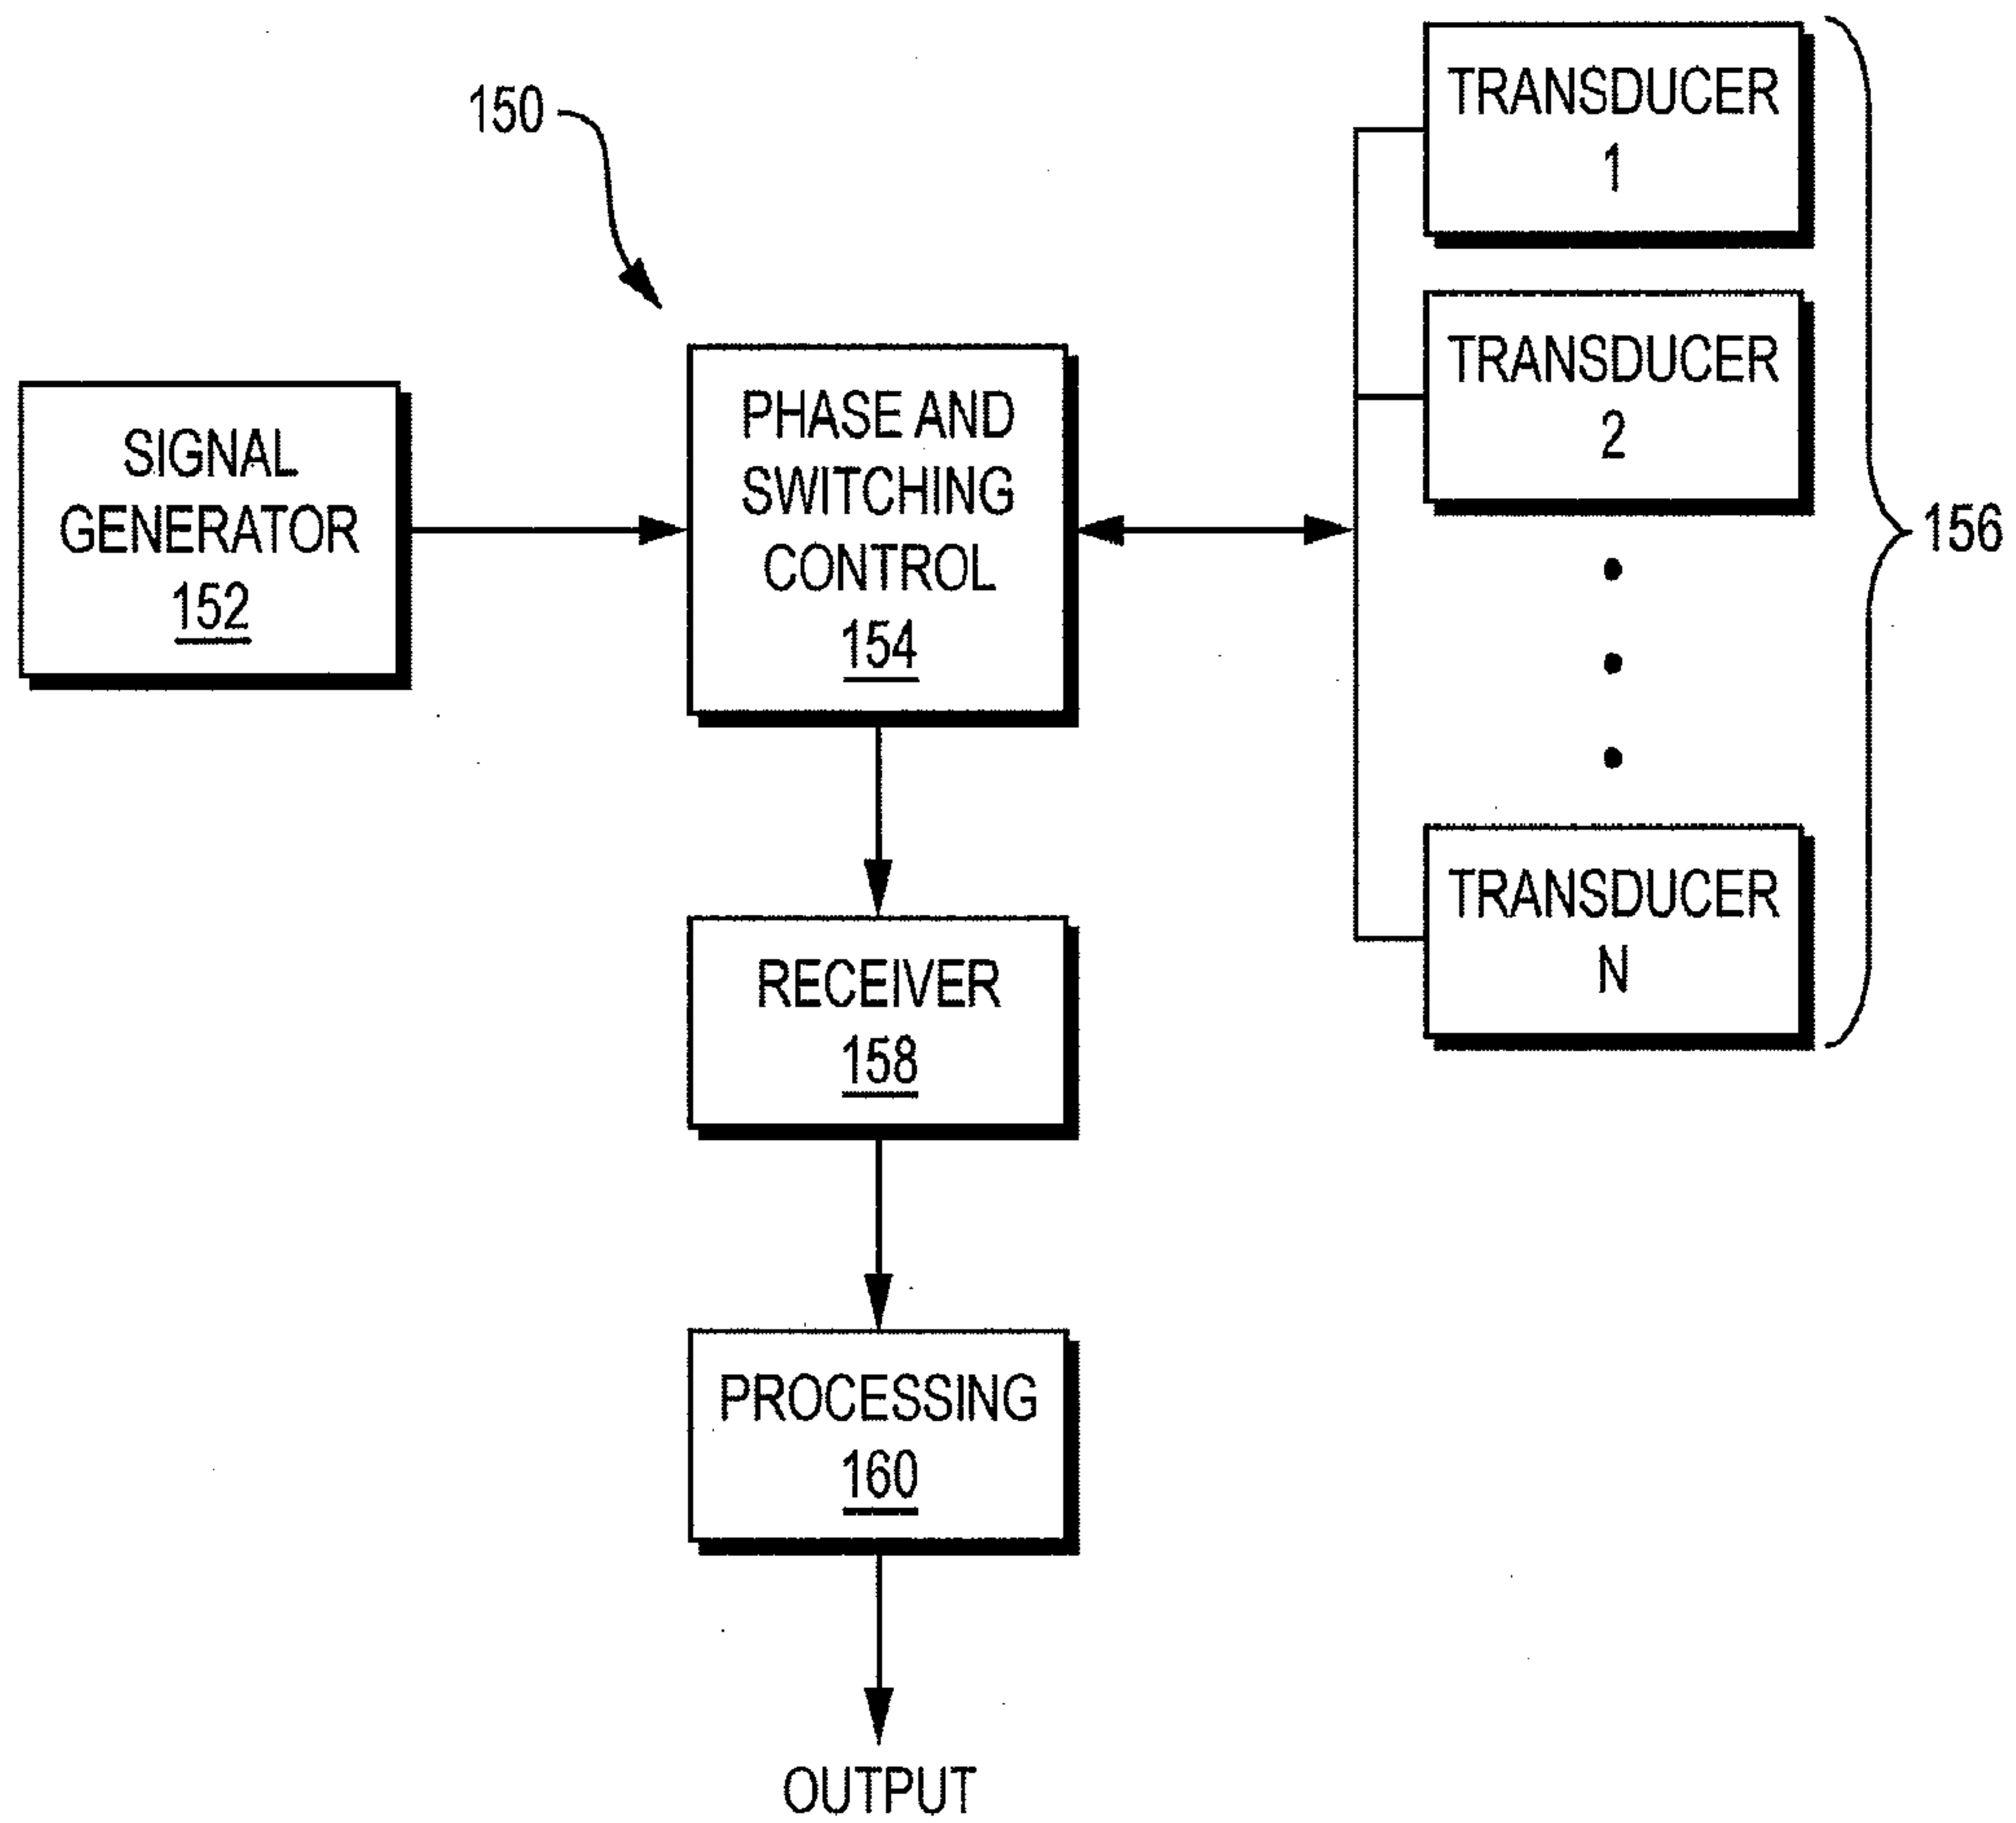 150
SIGNAL
GENERATOR
152
PHASE AND
SWITCHING
CONTROL
154
TRANSDUCER
1
TRANSDUCER
2
TRANSDUCER
N
156
RECEIVER
158
PROCESSING
160
OUTPUT